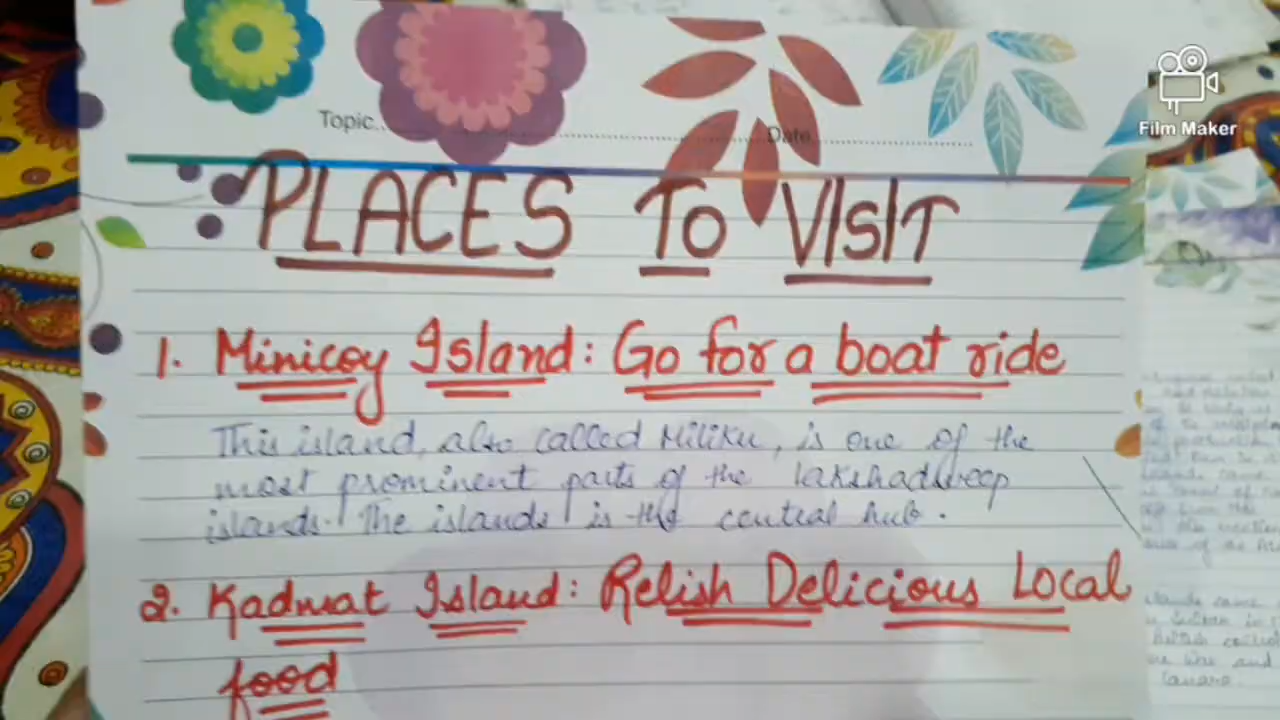 Film Maker
Topic
Date
PLACES TO VISIT
1. Minicoy Island: Go for a boat ride
This island, also called Miliku, is one of the
most prominent parts of the lakshadweep
islands. The islands is the central hub.
2. Kadmat Island: Relish Delicious Local
food